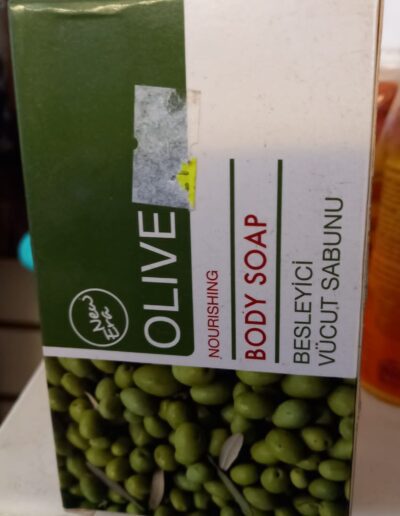 New
Era
OLIVE
NOURISHING
BODY SOAP
BESLEYİCİ
VÜCUT SABUNU